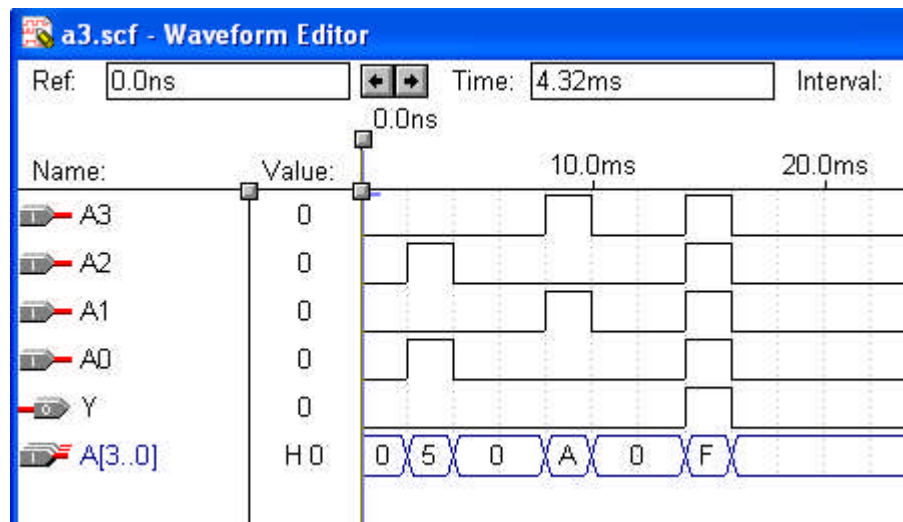 a3.scf - Waveform Editor
Ref: 0.0ns Time: 4.32ms Interval:
0.0ns
Name: Value: 10.0ms 20.0ms
A3 0
A2 0
A1 0
A0 0
Y 0
A[3..0] H 0 0 5 0 A 0 F